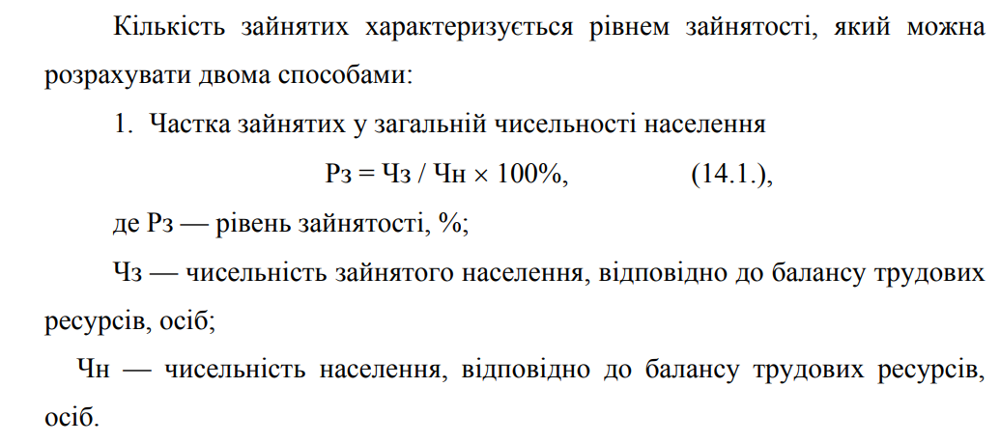 Кількість зайнятих характеризується рівнем зайнятості, який можна
розрахувати двома способами:
1. Частка зайнятих у загальній чисельності населення
Рз = Чз / Чн × 100%, (14.1.),
де Рз — рівень зайнятості, %;
Чз — чисельність зайнятого населення, відповідно до балансу трудових
ресурсів, осіб;
Чн — чисельність населення, відповідно до балансу трудових ресурсів,
осіб.